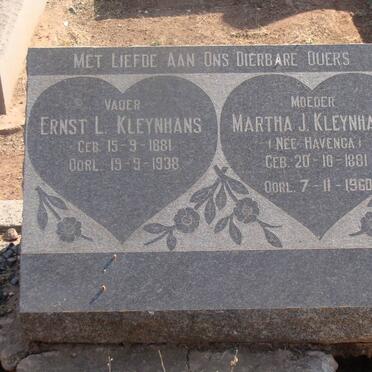 MET LIEFDE AAN ONS DIERBARE OUERS
VADER
ERNST L. KLEYNHANS
GEB. 15-9-1881
OORL. 19-9-1938
MOEDER
MARTHA J. KLEYNHA
(NÉE HAVENGA)
GEB. 20-10-1881
OORL. 7-11-1960